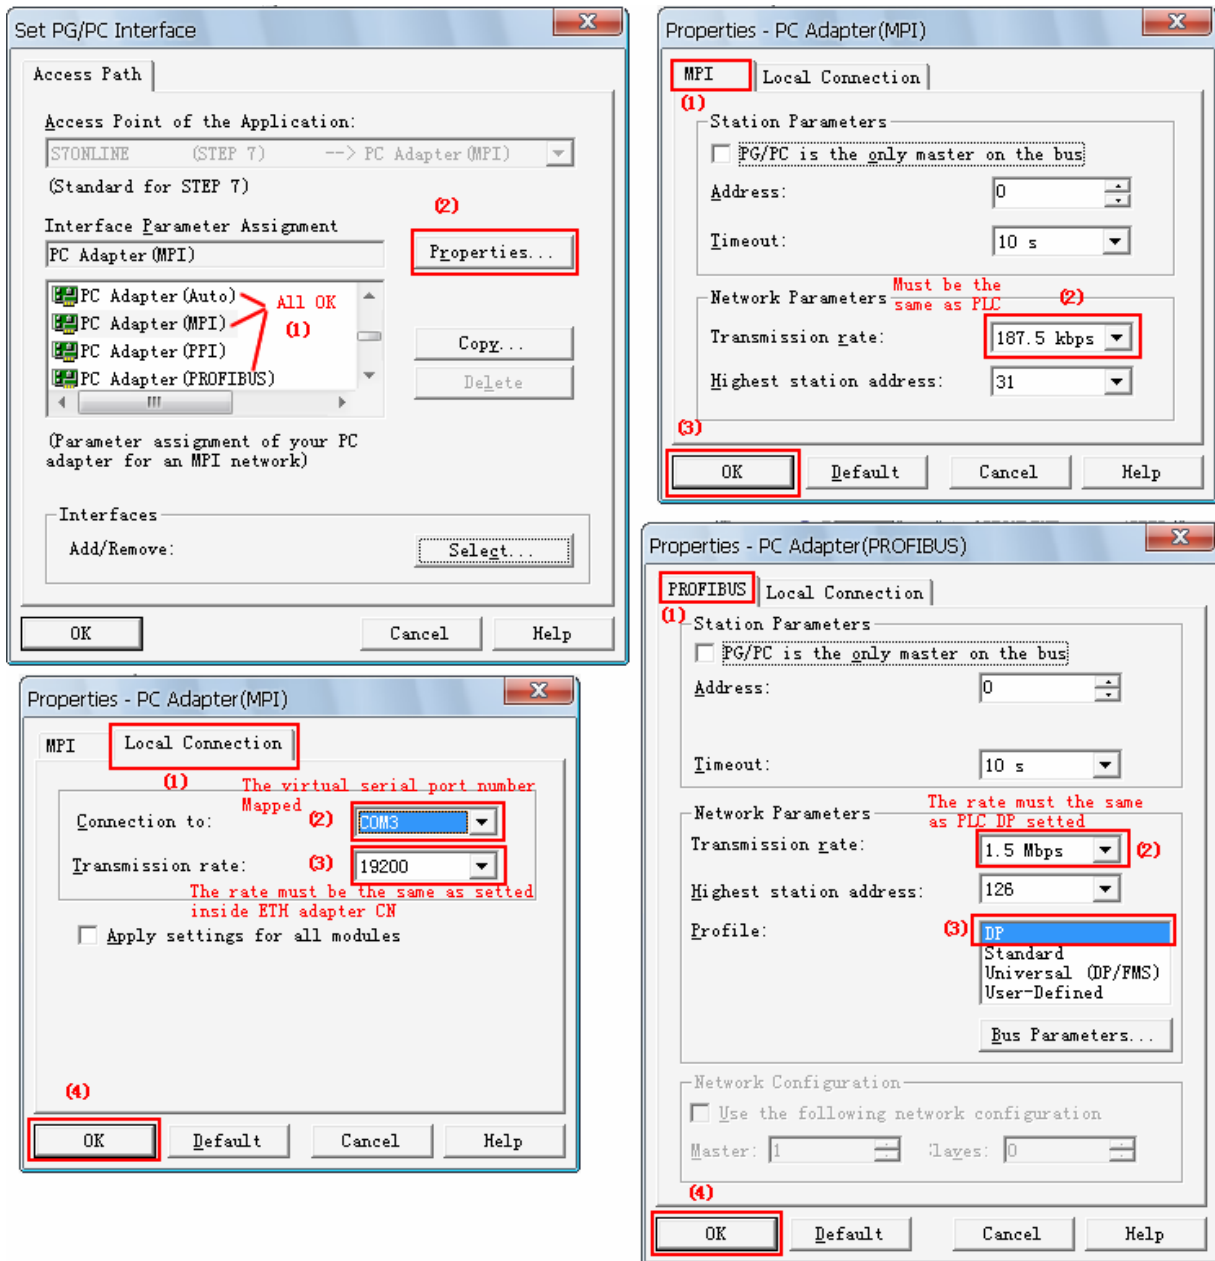 Set PG/PC Interface
Access Path
Access Point of the Application:
S7ONLINE (STEP 7) --> PC Adapter(MPI)
(Standard for STEP 7)
(2)
Interface Parameter Assignment
PC Adapter(MPI)
Properties...
PC Adapter(Auto)
PC Adapter(MPI)
PC Adapter(PPI)
PC Adapter(PROFIBUS)
All OK
(1)
Copy...
Delete
(Parameter assignment of your PC
adapter for an MPI network)
Interfaces
Add/Remove:
Select...
OK
Cancel
Help
Properties - PC Adapter(MPI)
MPI
Local Connection
(1)
Station Parameters
PG/PC is the only master on the bus
Address:
0
Timeout:
10 s
Must be the
same as PLC
(2)
Network Parameters
Transmission rate:
187.5 kbps
Highest station address:
31
(3)
OK
Default
Cancel
Help
Properties - PC Adapter(MPI)
MPI
Local Connection
(1)
The virtual serial port number
Mapped
(2)
Connection to:
COM3
Transmission rate:
(3)
19200
The rate must be the same as setted
inside ETH adapter CN
Apply settings for all modules
(4)
OK
Default
Cancel
Help
Properties - PC Adapter(PROFIBUS)
PROFIBUS
Local Connection
(1)
Station Parameters
PG/PC is the only master on the bus
Address:
0
Timeout:
10 s
The rate must the same
as PLC DP setted
Network Parameters
Transmission rate:
1.5 Mbps
(2)
Highest station address:
126
Profile:
(3)
DP
Standard
Universal (DP/FMS)
User-Defined
Bus Parameters...
Network Configuration
Use the following network configuration
Master:
1
laves:
0
(4)
OK
Default
Cancel
Help